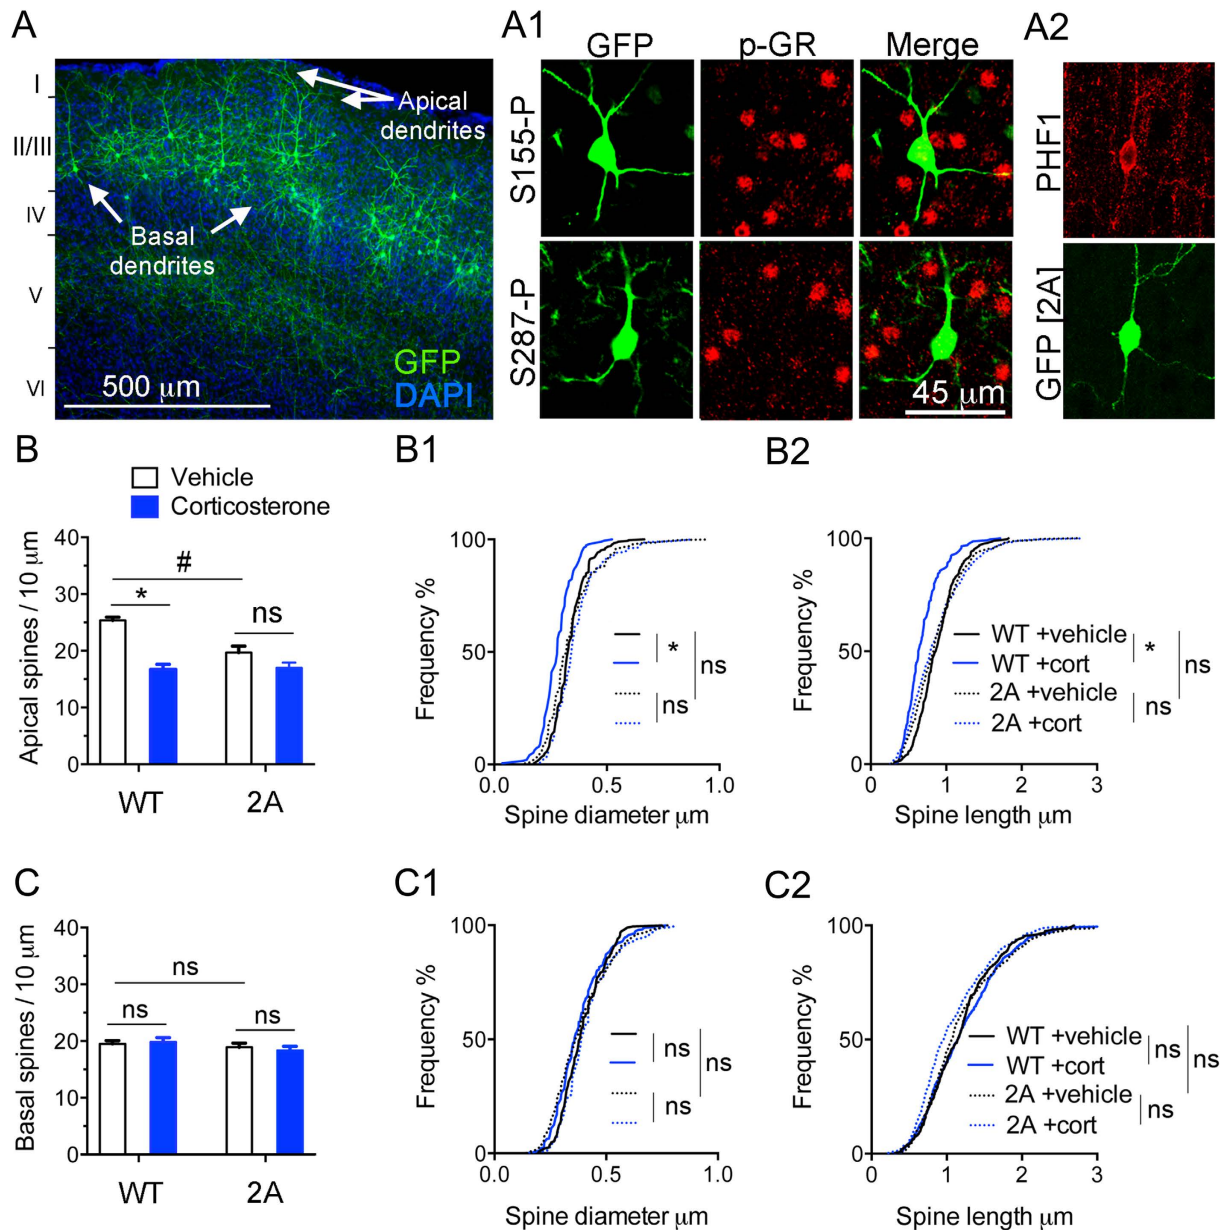 A
I
II/III
IV
V
VI
Apical
dendrites
Basal
dendrites
GFP
DAPI
500 μm
A1
GFP
p-GR
Merge
S155-P
S287-P
45 μm
A2
PHF1
GFP [2A]
B
Vehicle
Corticosterone
Apical spines / 10 μm
40
30
20
10
0
#
*
ns
WT
2A
B1
Frequency %
100
50
0
0.0
0.5
1.0
Spine diameter μm
*
ns
ns
B2
Frequency %
100
50
0
0
1
2
3
Spine length μm
WT +vehicle
WT +cort
2A +vehicle
2A +cort
*
ns
ns
C
Basal spines / 10 μm
40
30
20
10
0
ns
ns
ns
WT
2A
C1
Frequency %
100
50
0
0.0
0.5
1.0
Spine diameter μm
ns
ns
ns
C2
Frequency %
100
50
0
0
1
2
3
Spine length μm
WT +vehicle
WT +cort
2A +vehicle
2A +cort
ns
ns
ns